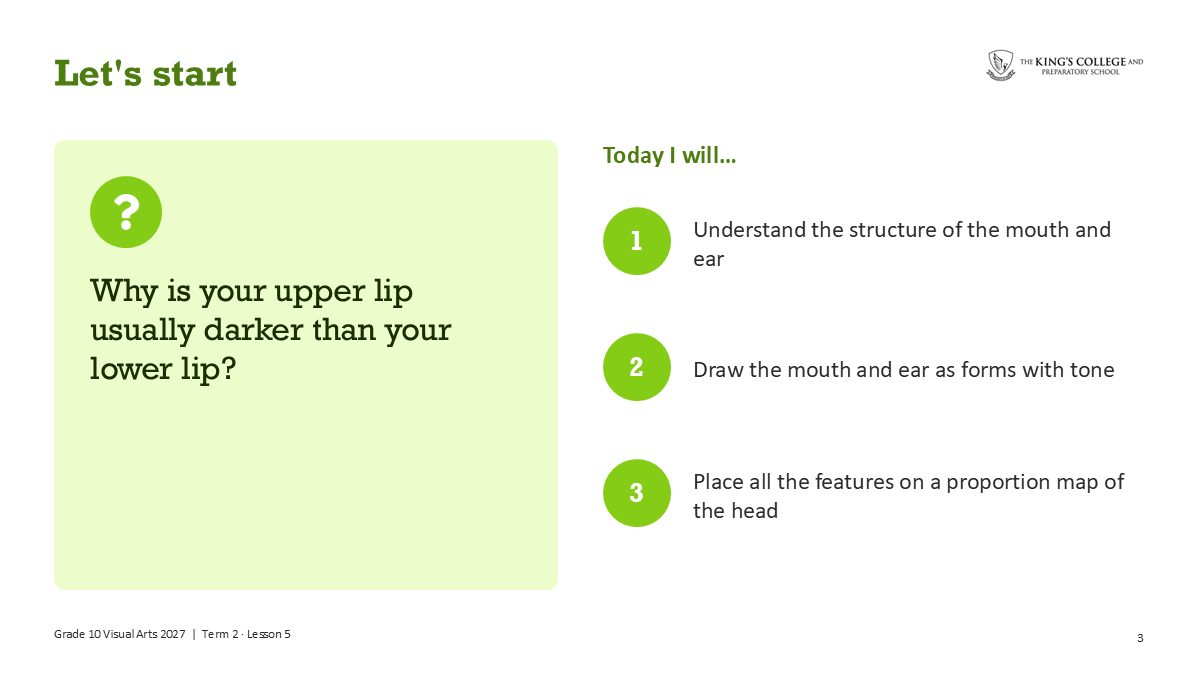 Let's start
THE KING'S COLLEGE AND
PREPARATORY SCHOOL
?
Why is your upper lip
usually darker than your
lower lip?
Today I will...
1
Understand the structure of the mouth and
ear
2
Draw the mouth and ear as forms with tone
3
Place all the features on a proportion map of
the head
Grade 10 Visual Arts 2027 | Term 2 · Lesson 5
3